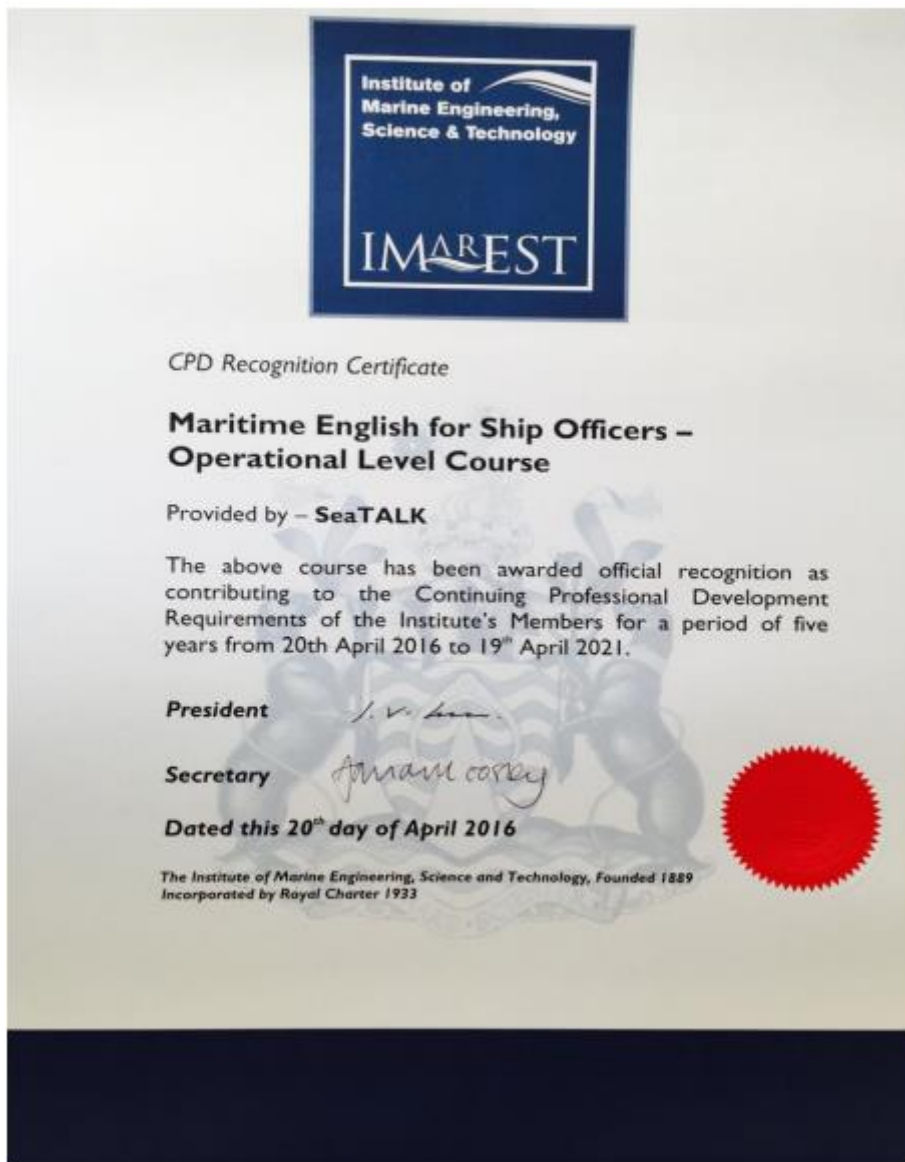 Institute of
Marine Engineering,
Science & Technology
IMarEST
CPD Recognition Certificate
Maritime English for Ship Officers –
Operational Level Course
Provided by – SeaTALK
The above course has been awarded official recognition as
contributing to the Continuing Professional Development
Requirements of the Institute's Members for a period of five
years from 20th April 2016 to 19th April 2021.
President
Secretary
Dated this 20th day of April 2016
The Institute of Marine Engineering, Science and Technology, Founded 1889
Incorporated by Royal Charter 1933